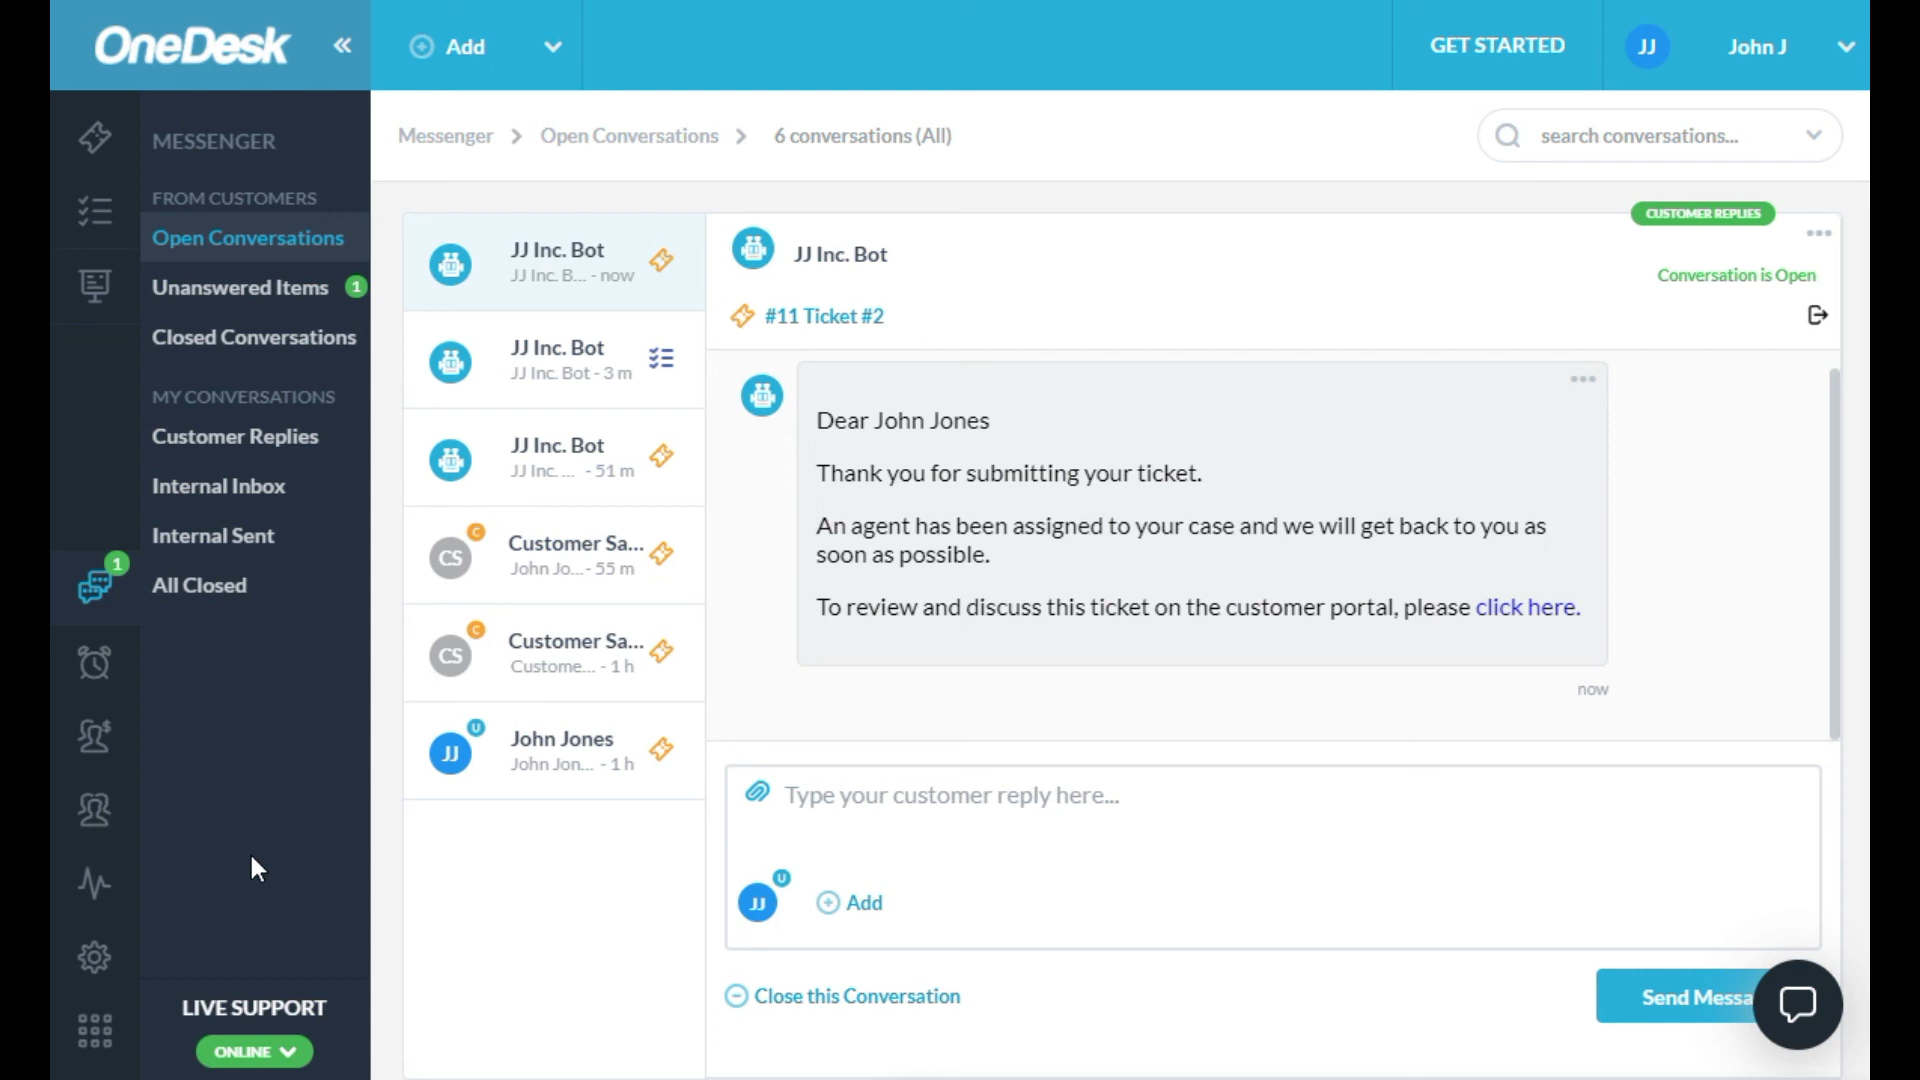 OneDesk
Add
GET STARTED
JJ
John J
MESSENGER
FROM CUSTOMERS
Open Conversations
Unanswered Items 1
Closed Conversations
MY CONVERSATIONS
Customer Replies
Internal Inbox
Internal Sent
All Closed
1
LIVE SUPPORT
ONLINE
Messenger > Open Conversations > 6 conversations (All)
search conversations...
JJ Inc. Bot
JJ Inc. B... - now
JJ Inc. Bot
JJ Inc. Bot - 3 m
JJ Inc. Bot
JJ Inc. ... - 51 m
C
CS
Customer Sa...
John Jo...- 55 m
C
CS
Customer Sa...
Custome... - 1 h
U
JJ
John Jones
John Jon... - 1 h
CUSTOMER REPLIES
JJ Inc. Bot
Conversation is Open
#11 Ticket #2
Dear John Jones
Thank you for submitting your ticket.
An agent has been assigned to your case and we will get back to you as
soon as possible.
To review and discuss this ticket on the customer portal, please click here.
now
Type your customer reply here...
U
JJ
Add
Close this Conversation
Send Messa